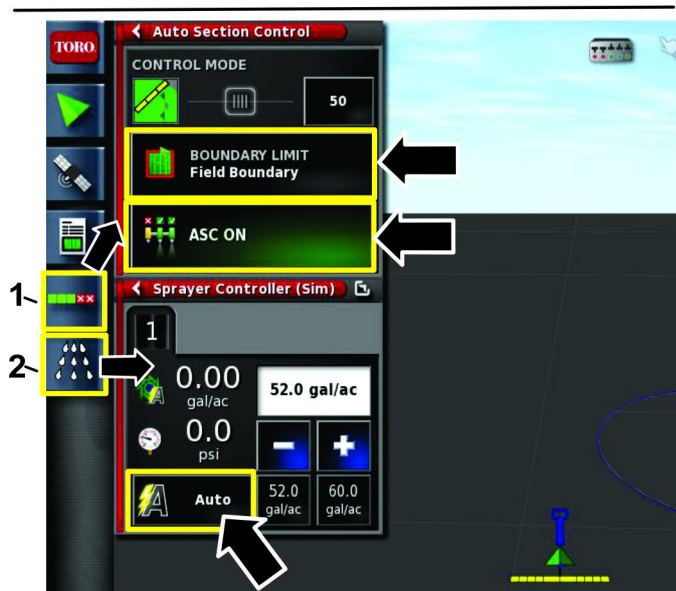 TORO.
Auto Section Control
CONTROL MODE
50
BOUNDARY LIMIT
Field Boundary
ASC ON
1
Sprayer Controller (Sim)
2
1
0.00
gal/ac
52.0 gal/ac
0.0
psi
- +
A Auto
52.0
gal/ac
60.0
gal/ac